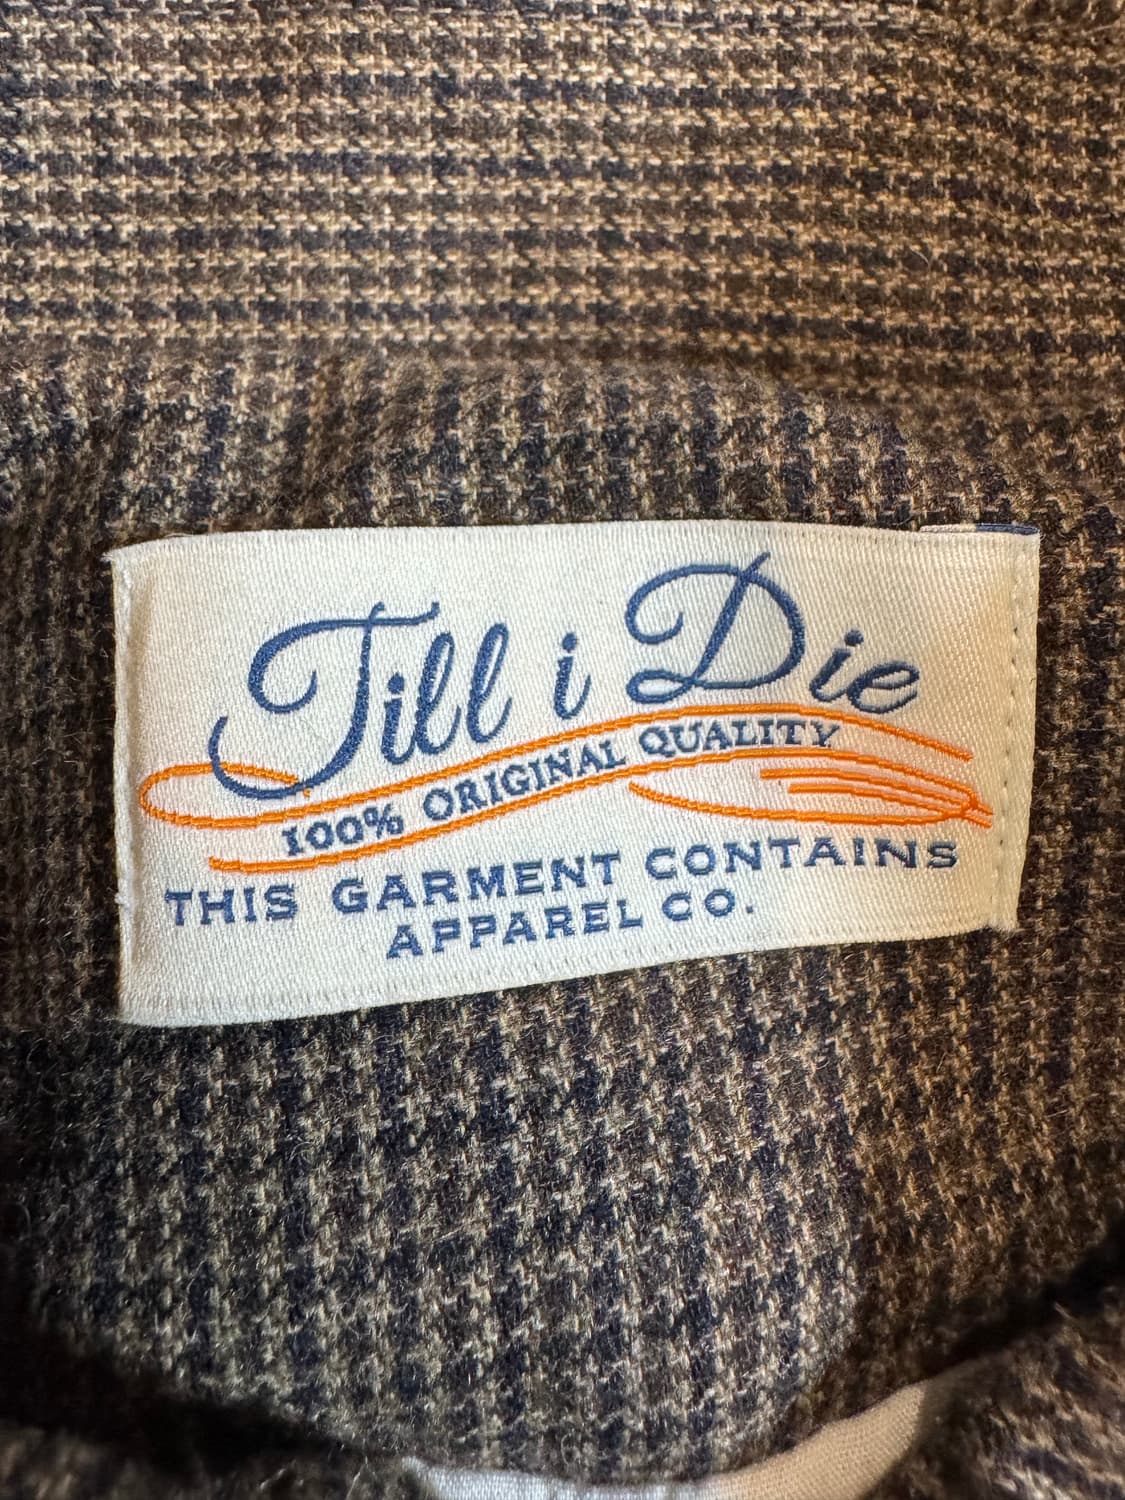 Till i Die
100% ORIGINAL QUALITY
THIS GARMENT CONTAINS
APPAREL CO.